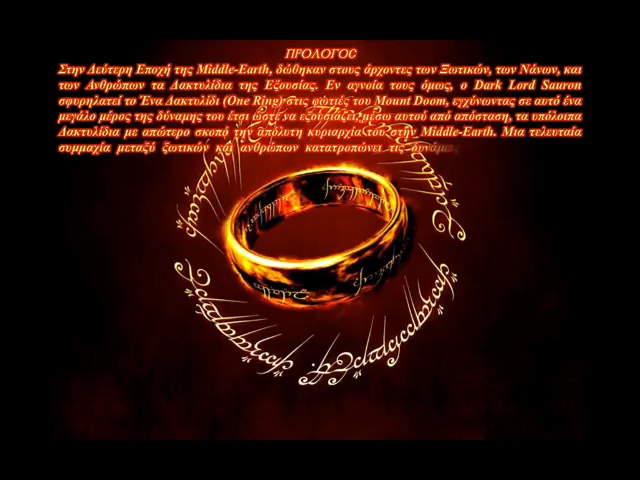 ΠΡΟΛΟΓΟΣ
Στην Δεύτερη Εποχή της Middle-Earth, δώθηκαν στους άρχοντες των Ξωτικών, των Νάνων, και
των Ανθρώπων τα Δακτυλίδια της Εξουσίας. Εν αγνοία τους όμως, ο Dark Lord Sauron
σφυρηλατεί το Ένα Δακτυλίδι (One Ring) στις φωτιές του Mount Doom, εγχύνωντας σε αυτό ένα
μεγάλο μέρος της δύναμης του έτσι ώστε να εξουσιάζει, μέσω αυτού από απόσταση, τα υπόλοιπα
Δακτυλίδια με απώτερο σκοπό την απόλυτη κυριαρχία του στην Middle-Earth. Μια τελευταία
συμμαχία μεταξύ ξωτικών και ανθρώπων κατατροπώνει τις δυνάμεις